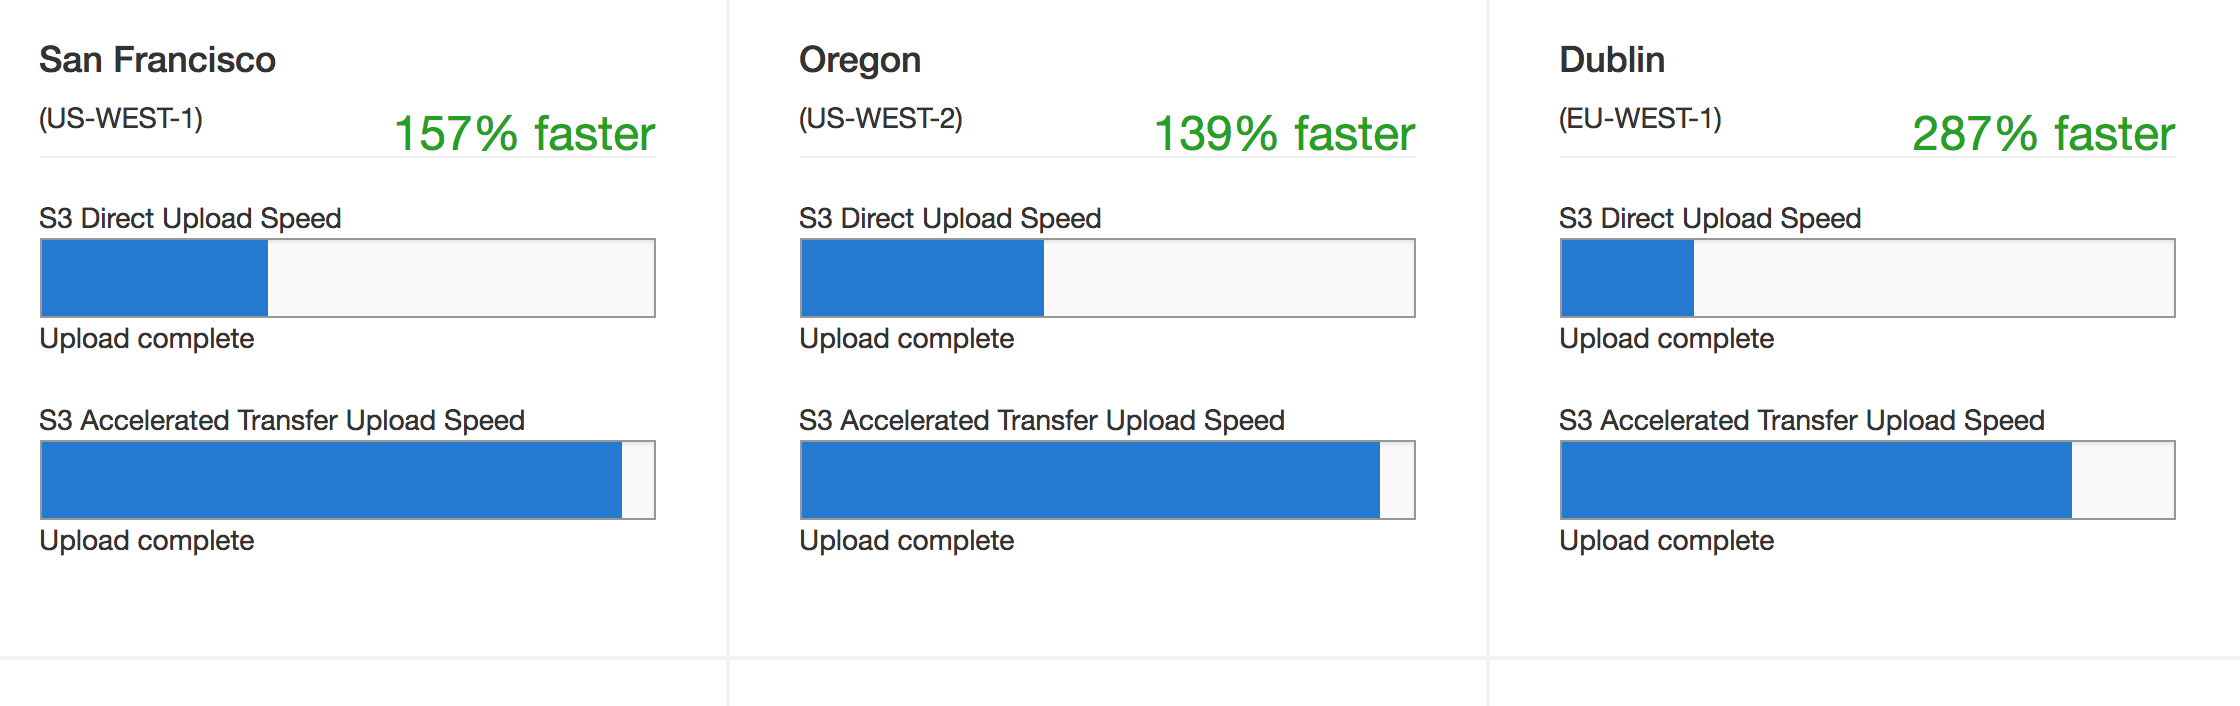 San Francisco
(US-WEST-1)
157% faster
S3 Direct Upload Speed
Upload complete
S3 Accelerated Transfer Upload Speed
Upload complete
Oregon
(US-WEST-2)
139% faster
S3 Direct Upload Speed
Upload complete
S3 Accelerated Transfer Upload Speed
Upload complete
Dublin
(EU-WEST-1)
287% faster
S3 Direct Upload Speed
Upload complete
S3 Accelerated Transfer Upload Speed
Upload complete